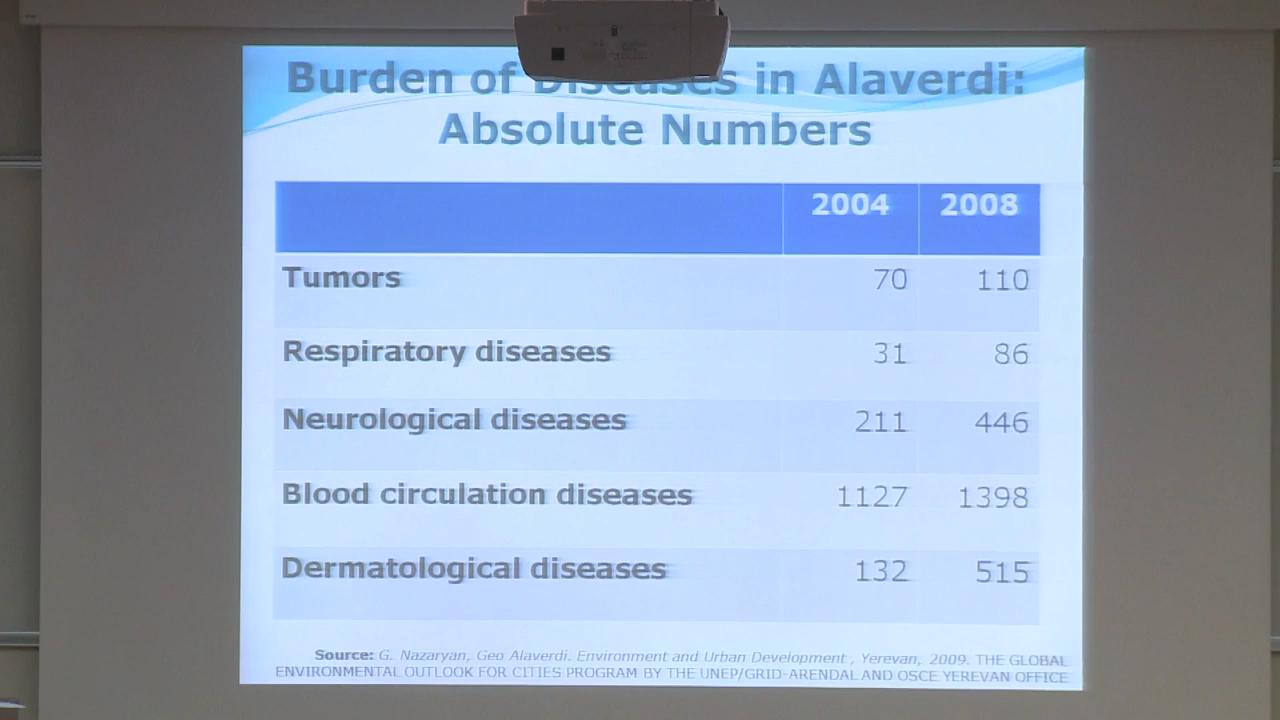 Burden of Diseases in Alaverdi:
Absolute Numbers
2004 2008
Tumors 70 110
Respiratory diseases 31 86
Neurological diseases 211 446
Blood circulation diseases 1127 1398
Dermatological diseases 132 515
Source: G. Nazaryan, Geo Alaverdi. Environment and Urban Development , Yerevan, 2009. THE GLOBAL
ENVIRONMENTAL OUTLOOK FOR CITIES PROGRAM BY THE UNEP/GRID-ARENDAL AND OSCE YEREVAN OFFICE